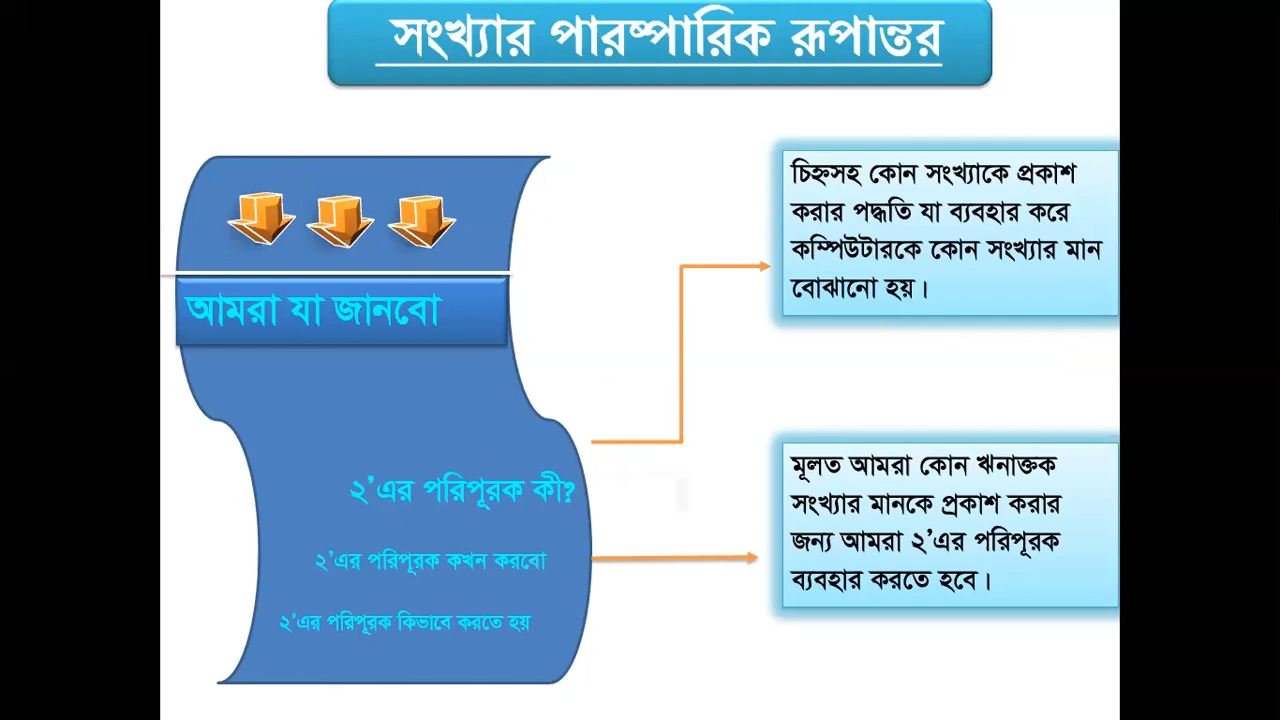 সংখ্যার পারষ্পারিক রূপান্তর
আমরা যা জানবো
২’এর পরিপূরক কী?
২’এর পরিপূরক কখন করবো
২’এর পরিপূরক কিভাবে করতে হয়
চিহ্নসহ কোন সংখ্যাকে প্রকাশ
করার পদ্ধতি যা ব্যবহার করে
কম্পিউটারকে কোন সংখ্যার মান
বোঝানো হয়।
মূলত আমরা কোন ঋনাক্তক
সংখ্যার মানকে প্রকাশ করার
জন্য আমরা ২’এর পরিপূরক
ব্যবহার করতে হবে।